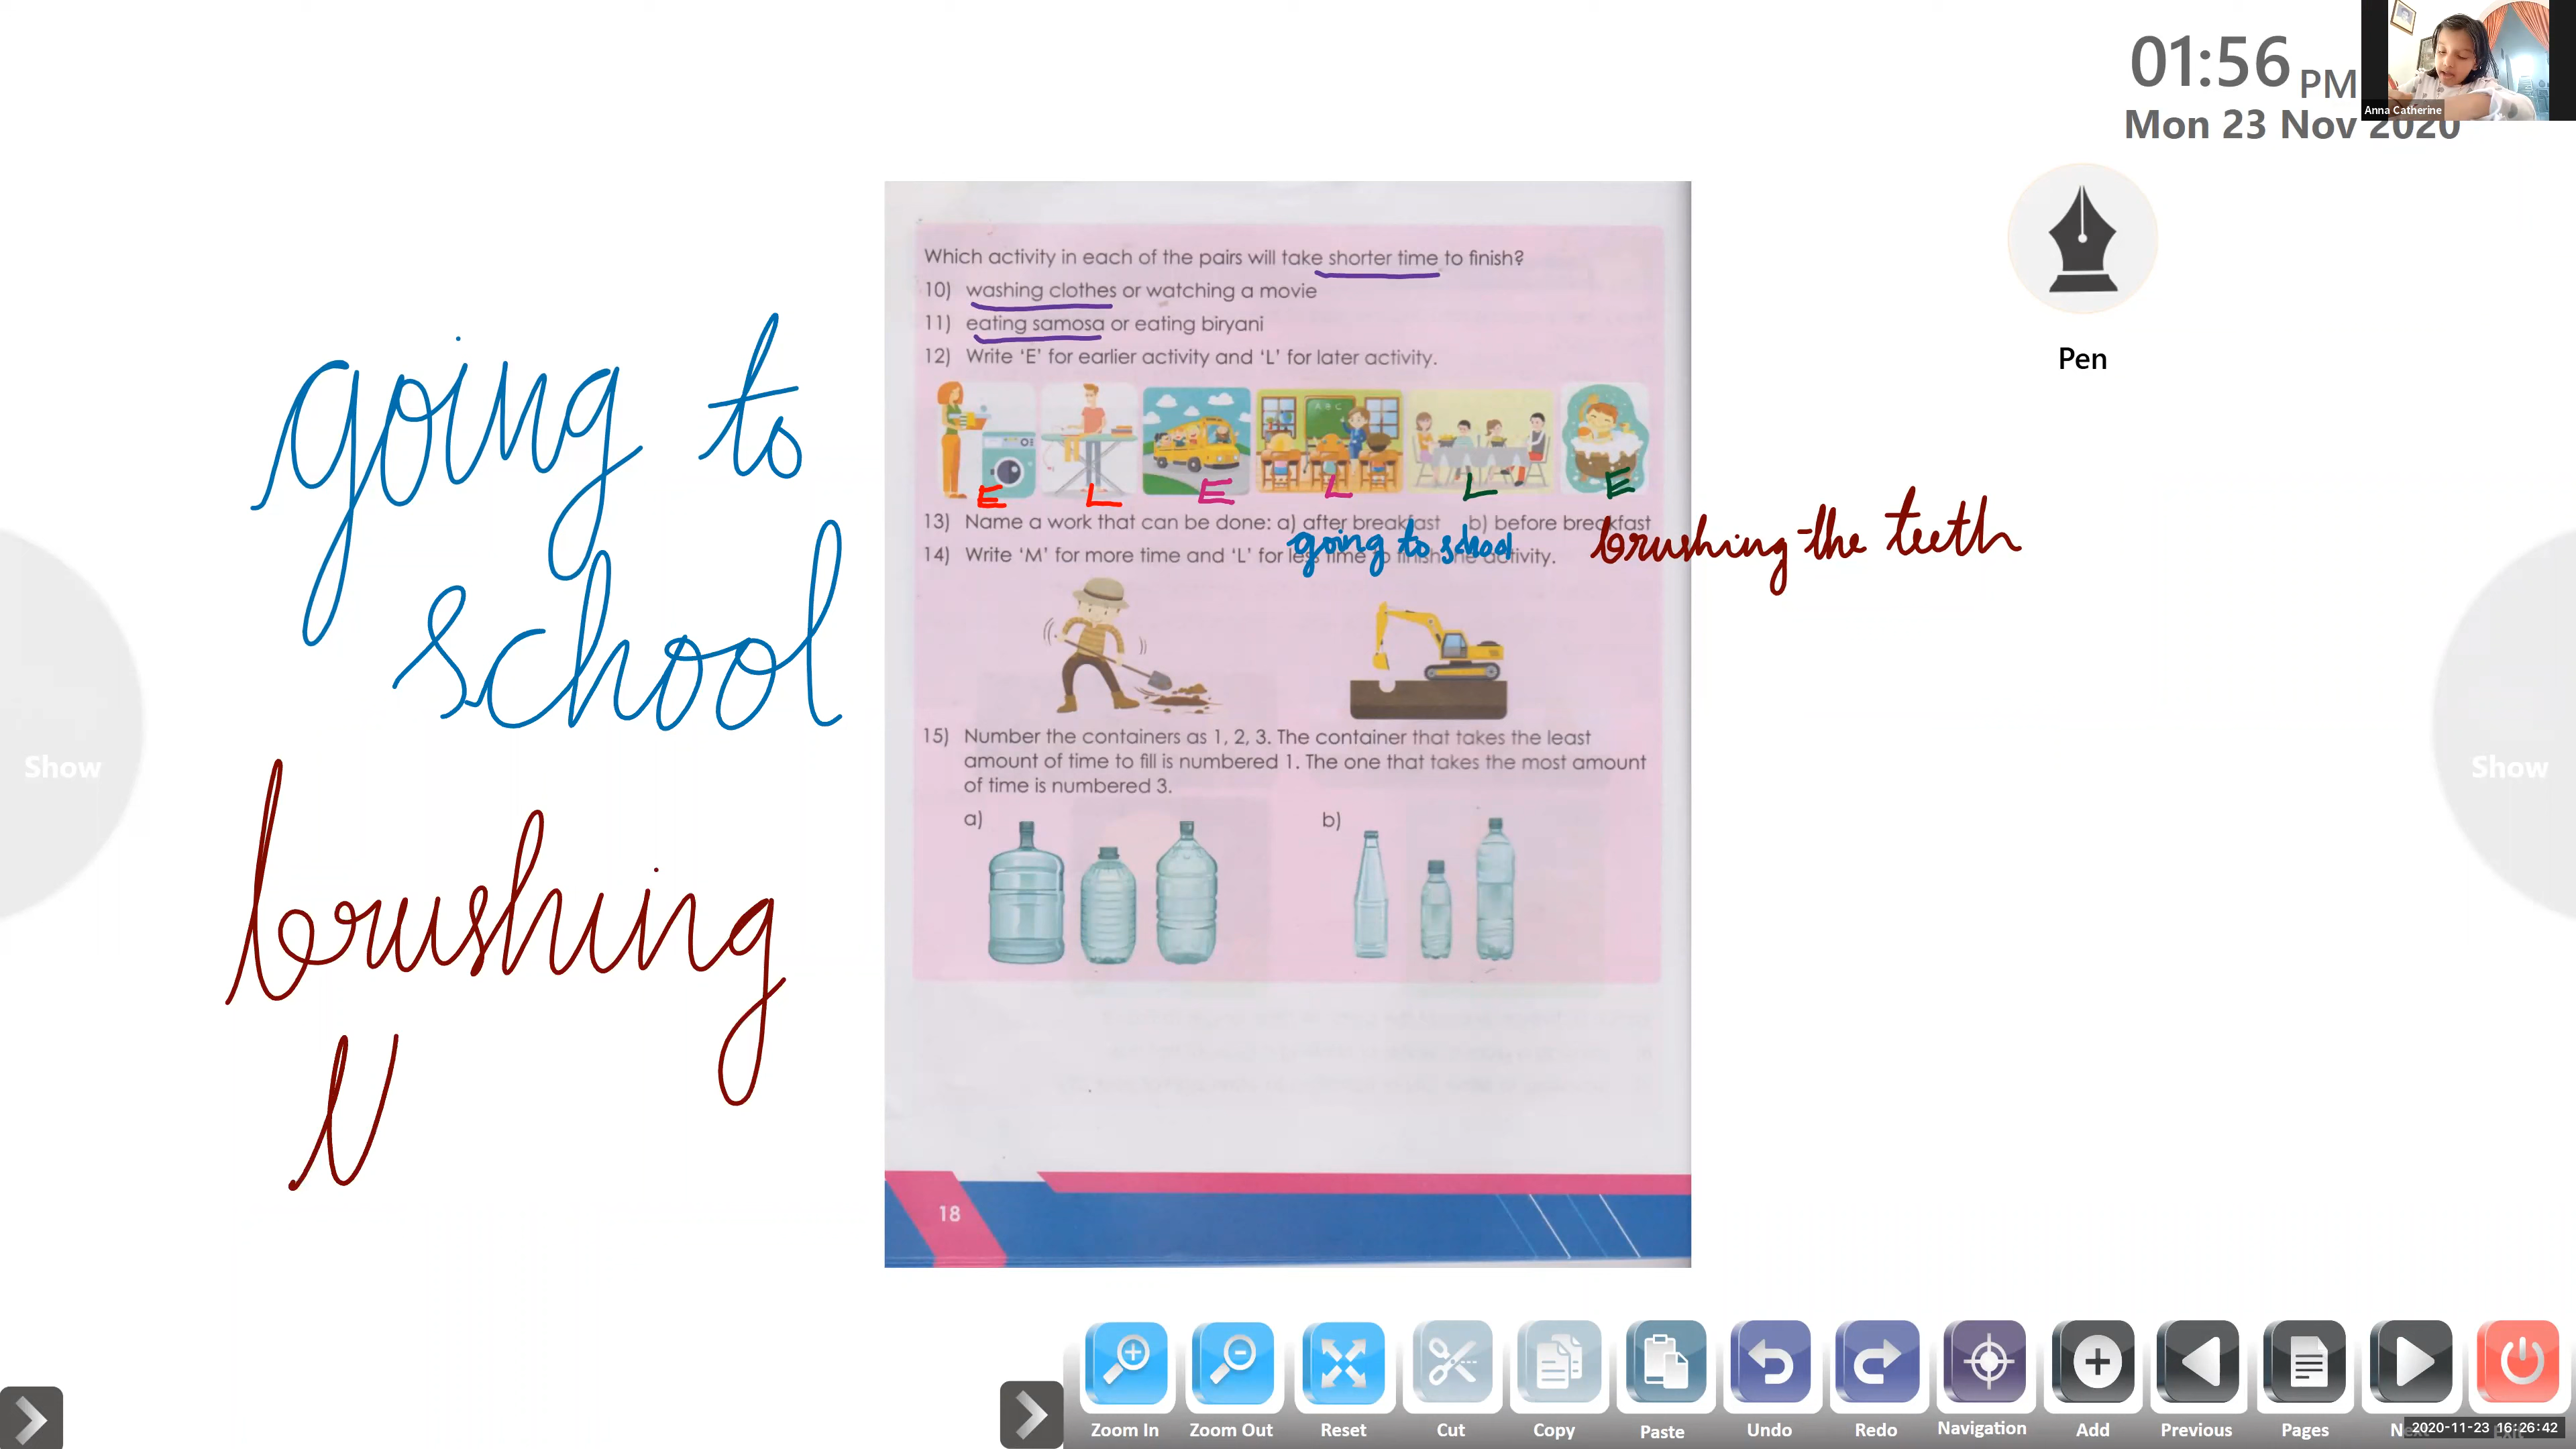 01:56 PM
Mon 23 Nov 2020
Anna Catherine
Pen
Which activity in each of the pairs will take shorter time to finish?
10) washing clothes or watching a movie
11) eating samosa or eating biryani
12) Write 'E' for earlier activity and 'L' for later activity.
A B C
E L E L L E
13) Name a work that can be done: a) after breakfast b) before breakfast
going to school brushing the teeth
14) Write 'M' for more time and 'L' for less time to finish the activity.
15) Number the containers as 1, 2, 3. The container that takes the least
amount of time to fill is numbered 1. The one that takes the most amount
of time is numbered 3.
a) b)
18
going to
school
brushing
Show
Show
Zoom In Zoom Out Reset Cut Copy Paste Undo Redo Navigation Add Previous Pages
2020-11-23 16:26:42